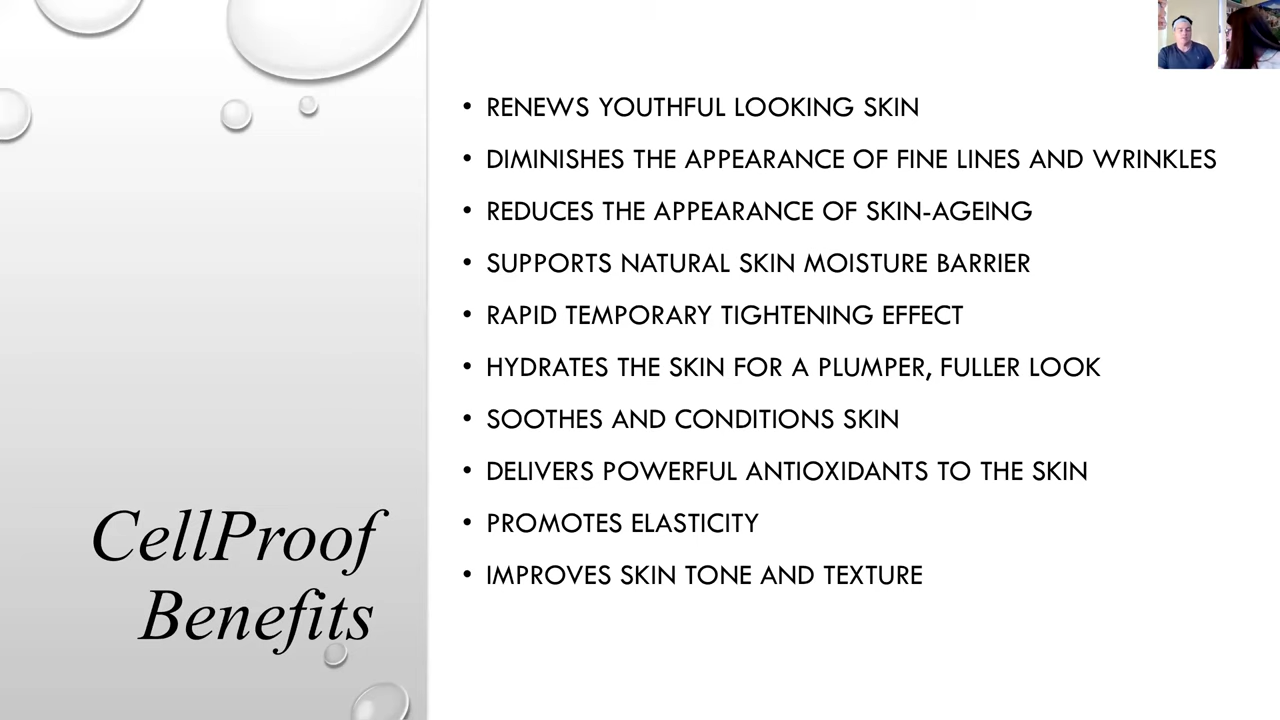 CellProof
Benefits
• RENEWS YOUTHFUL LOOKING SKIN
• DIMINISHES THE APPEARANCE OF FINE LINES AND WRINKLES
• REDUCES THE APPEARANCE OF SKIN-AGEING
• SUPPORTS NATURAL SKIN MOISTURE BARRIER
• RAPID TEMPORARY TIGHTENING EFFECT
• HYDRATES THE SKIN FOR A PLUMPER, FULLER LOOK
• SOOTHES AND CONDITIONS SKIN
• DELIVERS POWERFUL ANTIOXIDANTS TO THE SKIN
• PROMOTES ELASTICITY
• IMPROVES SKIN TONE AND TEXTURE